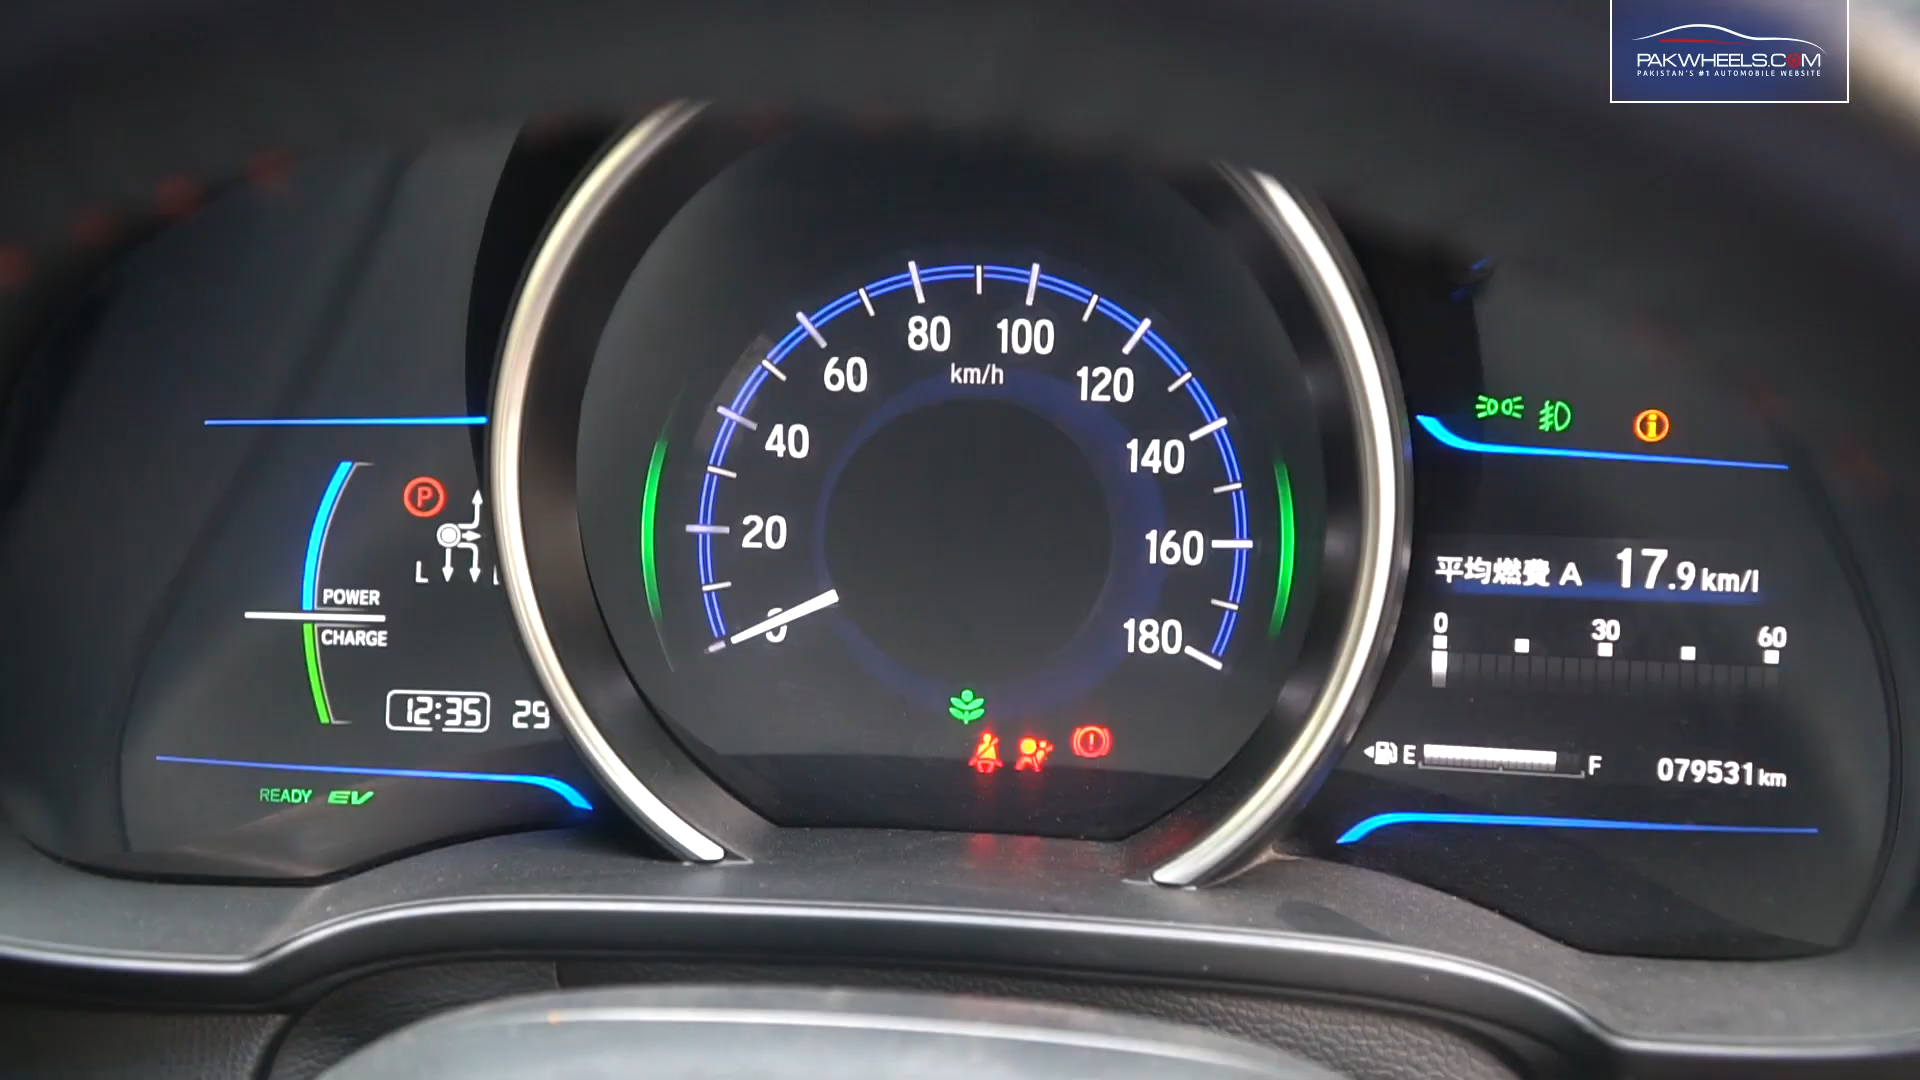 PAKWHEELS.COM
PAKISTAN'S #1 AUTOMOBILE WEBSITE
80 100
km/h
60 120
40 140
20 160
0 180
P
L
POWER
CHARGE
12:35 29
READY EV
平均燃費 A 17.9 km/l
0 30 60
E F
079531 km